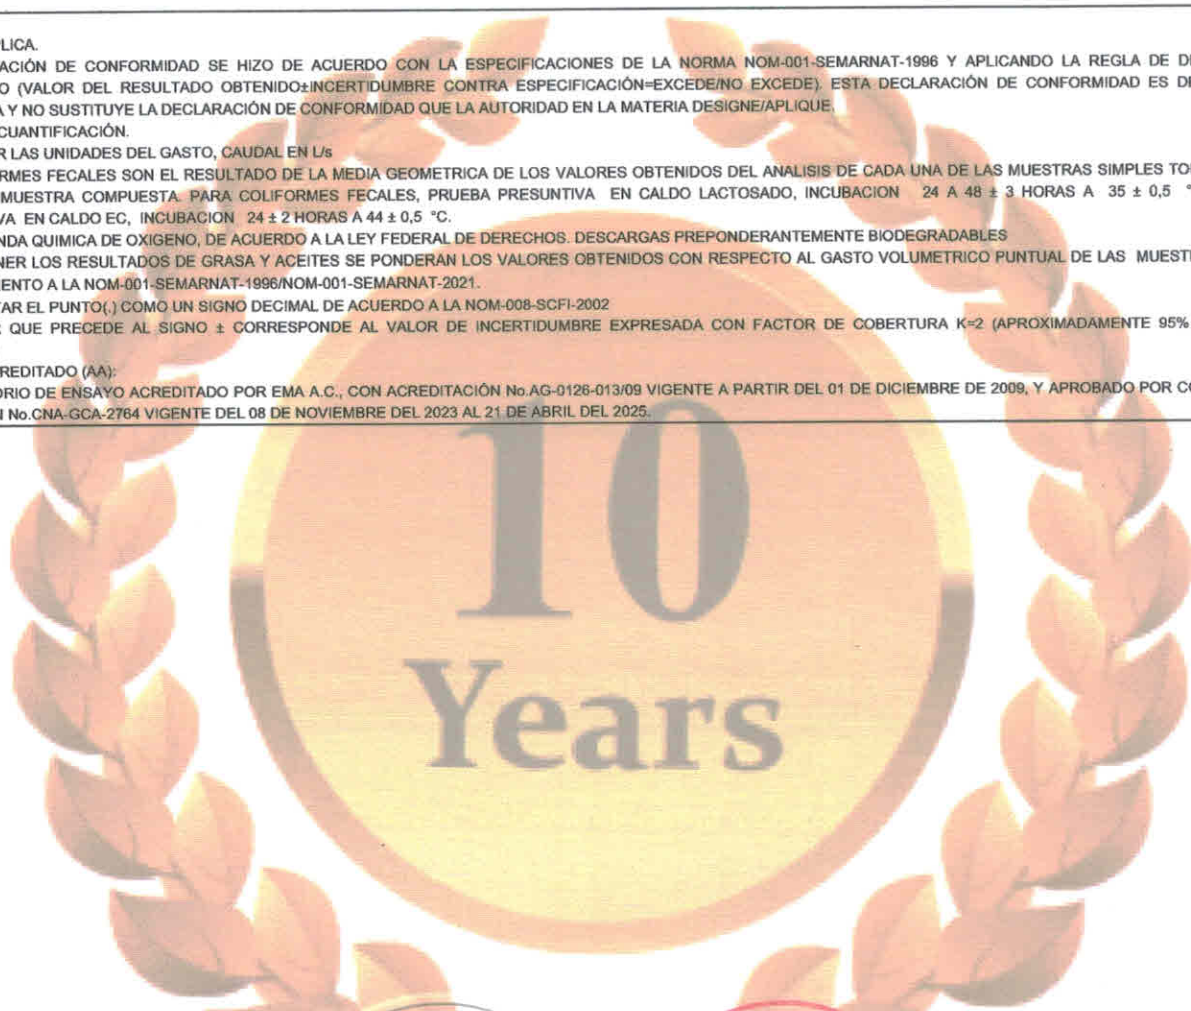 PLICA.
ACIÓN DE CONFORMIDAD SE HIZO DE ACUERDO CON LA ESPECIFICACIONES DE LA NORMA NOM-001-SEMARNAT-1996 Y APLICANDO LA REGLA DE D
O (VALOR DEL RESULTADO OBTENIDO±INCERTIDUMBRE CONTRA ESPECIFICACIÓN=EXCEDE/NO EXCEDE). ESTA DECLARACIÓN DE CONFORMIDAD ES DE
A Y NO SUSTITUYE LA DECLARACIÓN DE CONFORMIDAD QUE LA AUTORIDAD EN LA MATERIA DESIGNE/APLIQUE.
CUANTIFICACIÓN.
R LAS UNIDADES DEL GASTO, CAUDAL EN L/s
RMES FECALES SON EL RESULTADO DE LA MEDIA GEOMETRICA DE LOS VALORES OBTENIDOS DEL ANALISIS DE CADA UNA DE LAS MUESTRAS SIMPLES TO
MUESTRA COMPUESTA. PARA COLIFORMES FECALES, PRUEBA PRESUNTIVA EN CALDO LACTOSADO, INCUBACION 24 A 48 ± 3 HORAS A 35 ± 0,5 °
VA EN CALDO EC, INCUBACION 24 ± 2 HORAS A 44 ± 0,5 °C.
NDA QUIMICA DE OXIGENO, DE ACUERDO A LA LEY FEDERAL DE DERECHOS. DESCARGAS PREPONDERANTEMENTE BIODEGRADABLES
NER LOS RESULTADOS DE GRASA Y ACEITES SE PONDERAN LOS VALORES OBTENIDOS CON RESPECTO AL GASTO VOLUMETRICO PUNTUAL DE LAS MUEST
ENTO A LA NOM-001-SEMARNAT-1996/NOM-001-SEMARNAT-2021.
AR EL PUNTO(.) COMO UN SIGNO DECIMAL DE ACUERDO A LA NOM-008-SCFI-2002
QUE PRECEDE AL SIGNO ± CORRESPONDE AL VALOR DE INCERTIDUMBRE EXPRESADA CON FACTOR DE COBERTURA K=2 (APROXIMADAMENTE 95%
REDITADO (AA):
ORIO DE ENSAYO ACREDITADO POR EMA A.C., CON ACREDITACIÓN No.AG-0126-013/09 VIGENTE A PARTIR DEL 01 DE DICIEMBRE DE 2009, Y APROBADO POR CO
N No.CNA-GCA-2764 VIGENTE DEL 08 DE NOVIEMBRE DEL 2023 AL 21 DE ABRIL DEL 2025.
10
Years